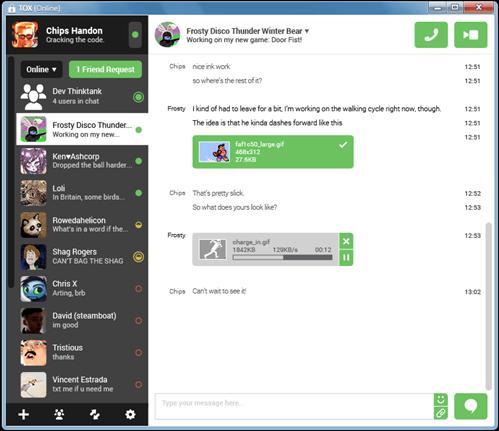 TOX (Online)
Chips Handon
Cracking the code.
Online
1 Friend Request
Dev Thinktank
4 users in chat
Frosty Disco Thunder...
Working on my new...
Ken♥Ashcorp
Dropped the ball harder...
Loli
In Britain, some birds...
Rowedahelicon
What's in a word if the...
Shag Rogers
CAN'T BAG THE SHAG
Chris X
Arting, brb
David (steamboat)
im good
Tristious
thanks
Vincent Estrada
txt me if u need me
Frosty Disco Thunder Winter Bear
Working on my new game: Door Fist!
Chips nice ink work 12:51
so where's the rest of it? 12:51
Frosty I kind of had to leave for a bit, I'm working on the walking cycle right now, though. 12:51
The idea is that he kinda dashes forward like this 12:51
faf1c50_large.gif 12:51
468x312
27.6KB
Chips That's pretty slick. 12:52
So what does yours look like? 12:53
Frosty charge_in.gif 12:53
1842KB 129KB/s 00:12
Chips Can't wait to see it! 13:02
Type your message here...